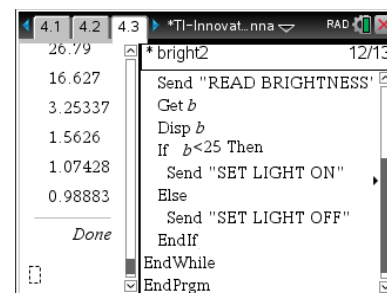 4.1 4.2 4.3 *TI-Innovat...nna RAD
26.79
16.627
3.25337
1.5626
1.07428
0.98883
Done
* bright2 12/13
Send "READ BRIGHTNESS"
Get b
Disp b
If b<25 Then
Send "SET LIGHT ON"
Else
Send "SET LIGHT OFF"
EndIf
EndWhile
EndPrgm